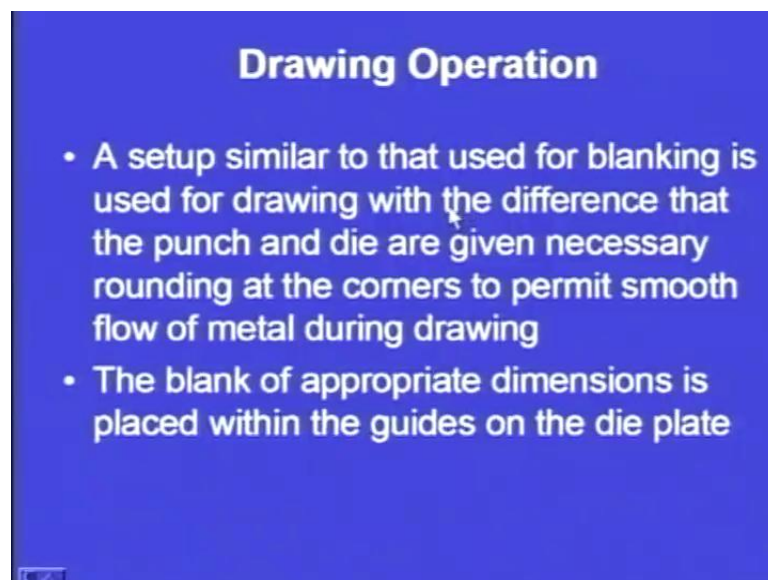 Drawing Operation
• A setup similar to that used for blanking is
used for drawing with the difference that
the punch and die are given necessary
rounding at the corners to permit smooth
flow of metal during drawing
• The blank of appropriate dimensions is
placed within the guides on the die plate